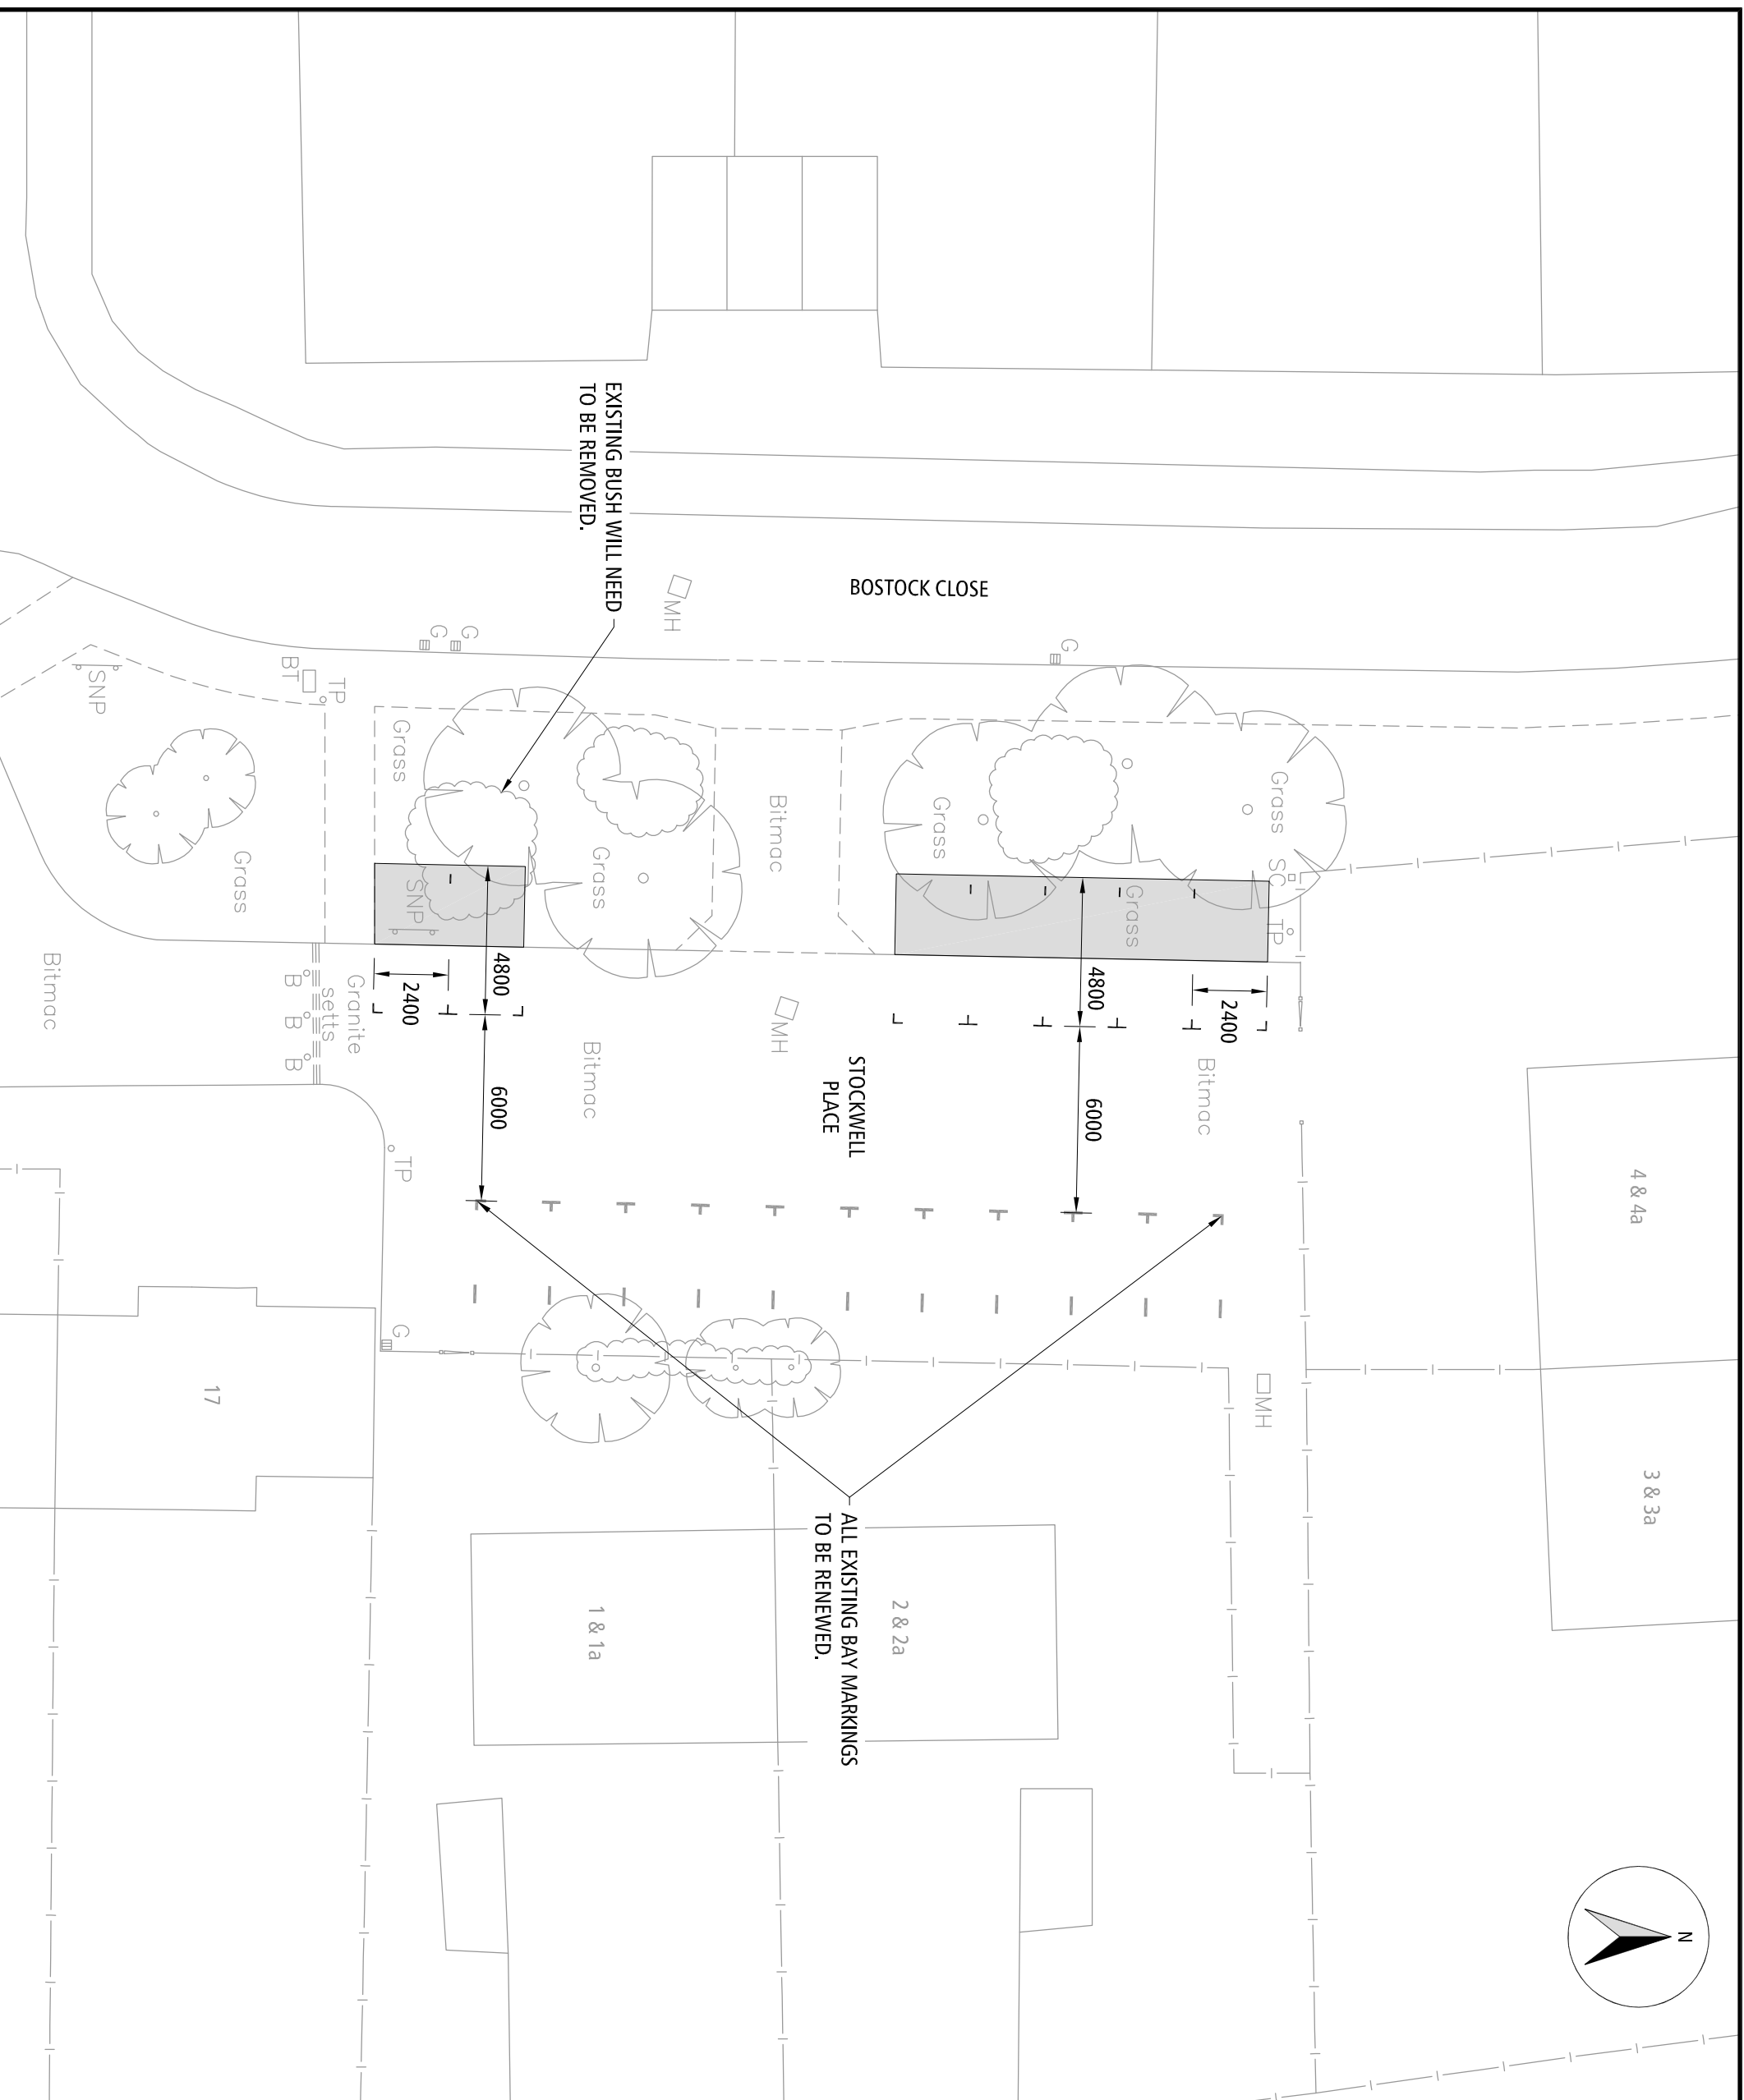 EXISTING BUSH WILL NEED
TO BE REMOVED.
BOSTOCK CLOSE
MH
G
G
G
BT
TP
SNP
Grass
Grass
Grass
Bitmac
Grass
Grass
Grass
SC
TP
SNP
4800
2400
4800
2400
6000
6000
Bitmac
B
B
B
Granite
setts
MH
Bitmac
STOCKWELL
PLACE
Bitmac
TP
G
17
MH
4 & 4a
3 & 3a
ALL EXISTING BAY MARKINGS
TO BE RENEWED.
1 & 1a
2 & 2a
N